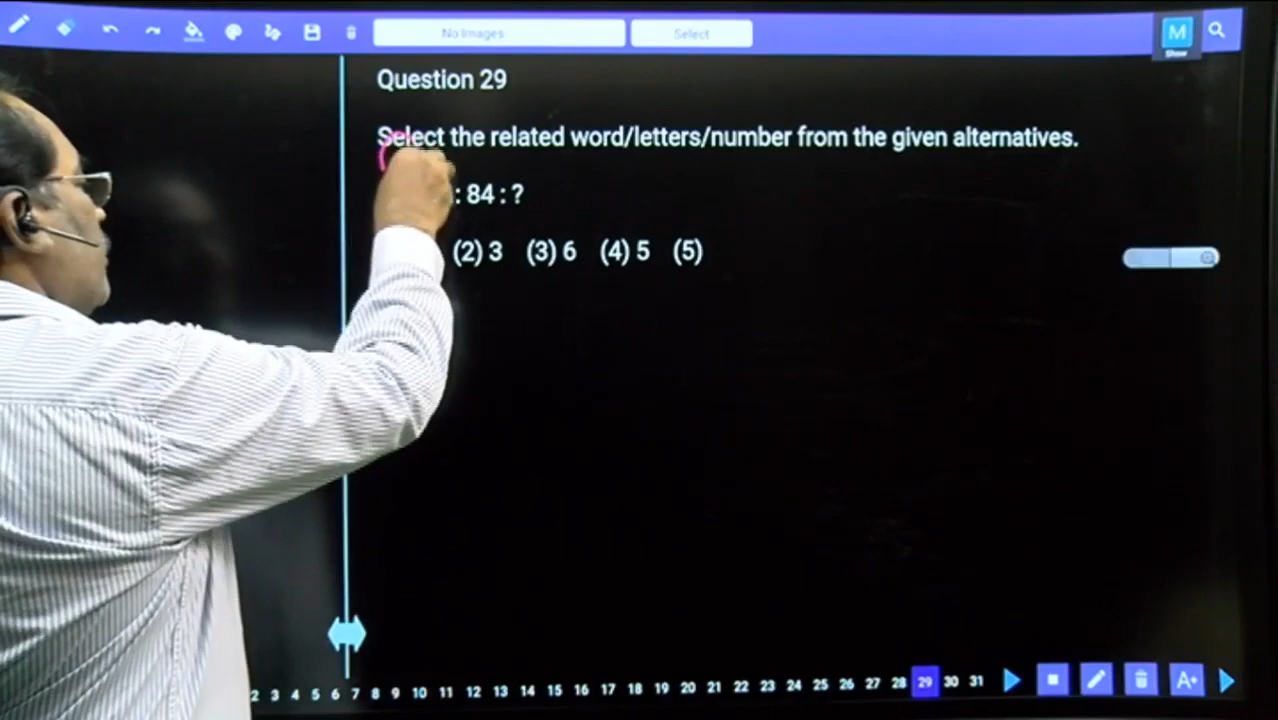 No Images Select M
Show
Question 29
Select the related word/letters/number from the given alternatives.
: 84 : ?
(2) 3 (3) 6 (4) 5 (5)
2 3 4 5 6 7 8 9 10 11 12 13 14 15 16 17 18 19 20 21 22 23 24 25 26 27 28 29 30 31 A+